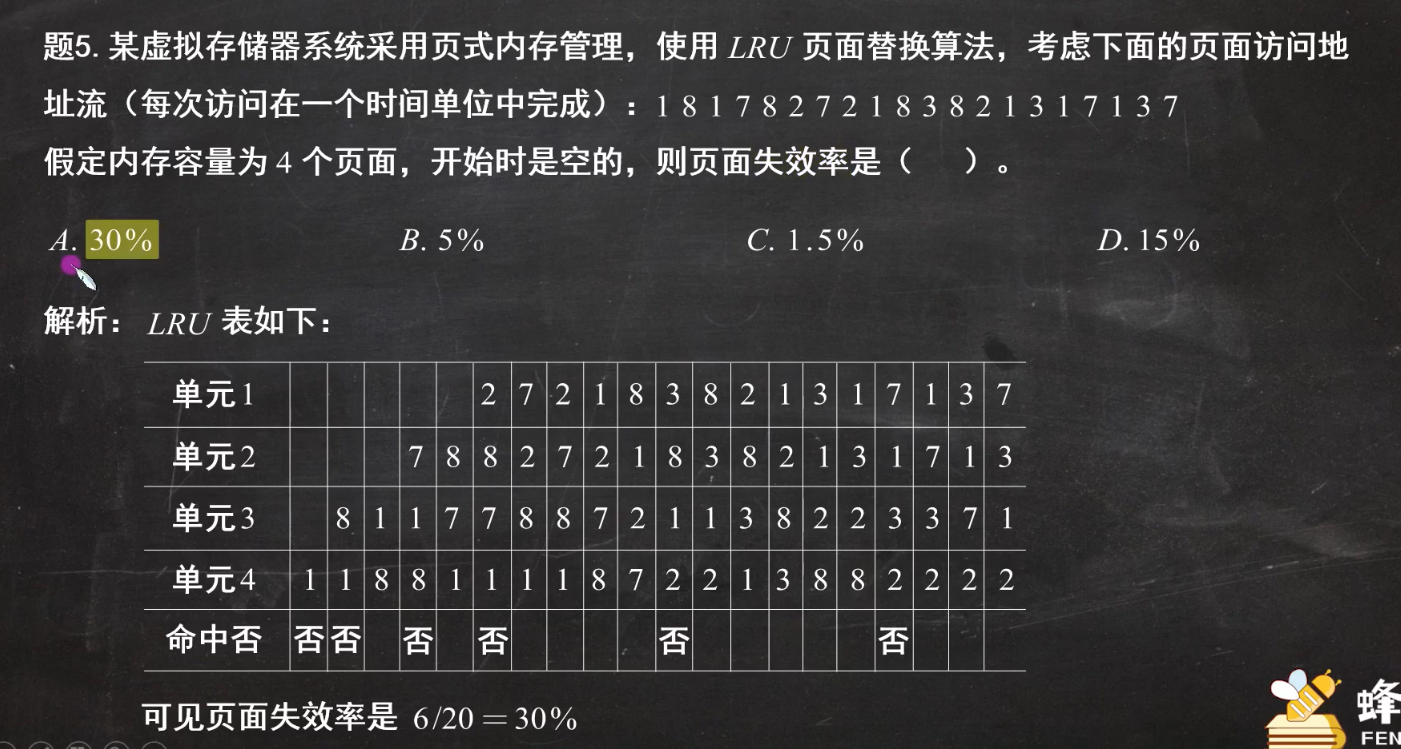 题5. 某虚拟存储器系统采用页式内存管理，使用 LRU 页面替换算法，考虑下面的页面访问地
址流（每次访问在一个时间单位中完成）: 1 8 1 7 8 2 7 2 1 8 3 8 2 1 3 1 7 1 3 7
假定内存容量为 4 个页面，开始时是空的，则页面失效率是（ ）。
A. 30% B. 5% C. 1.5% D. 15%
解析: LRU 表如下:
单元1 2 7 2 1 8 3 8 2 1 3 1 7 1 3 7
单元2 7 8 8 2 7 2 1 8 3 8 2 1 3 1 7 1 3
单元3 8 1 1 7 7 8 8 7 2 1 1 3 8 2 2 3 3 7 1
单元4 1 1 8 8 1 1 1 1 8 7 2 2 1 3 8 8 2 2 2 2
命中否 否 否 否 否 否 否
可见页面失效率是 6/20 = 30%
蜂
FEN